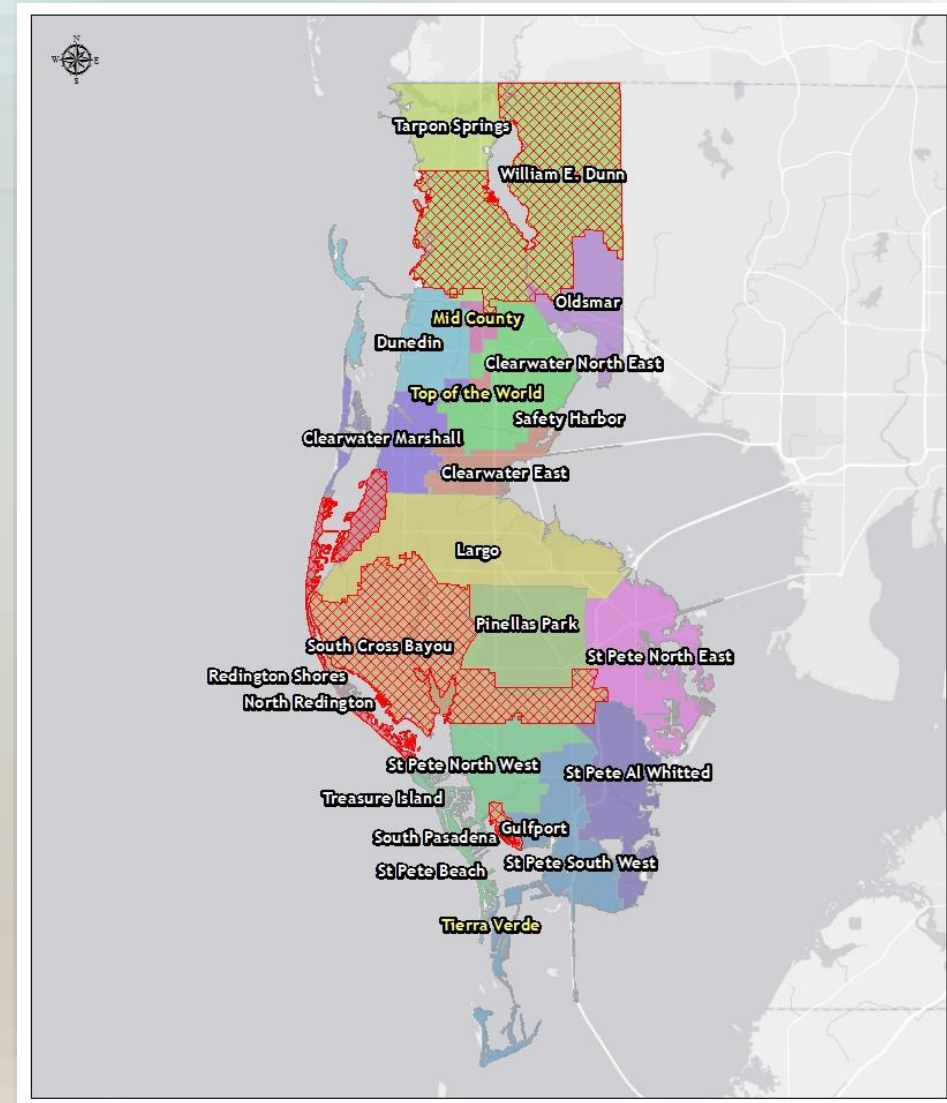 N
W E
S
Tarpon Springs
William E. Dunn
Oldsmar
Mid County
Dunedin
Clearwater North East
Top of the World
Safety Harbor
Clearwater Marshall
Clearwater East
Largo
Pinellas Park
South Cross Bayou
St Pete North East
Redington Shores
North Redington
St Pete North West
St Pete Al Whitted
Treasure Island
Gulfport
South Pasadena
St Pete South West
St Pete Beach
Tierra Verde